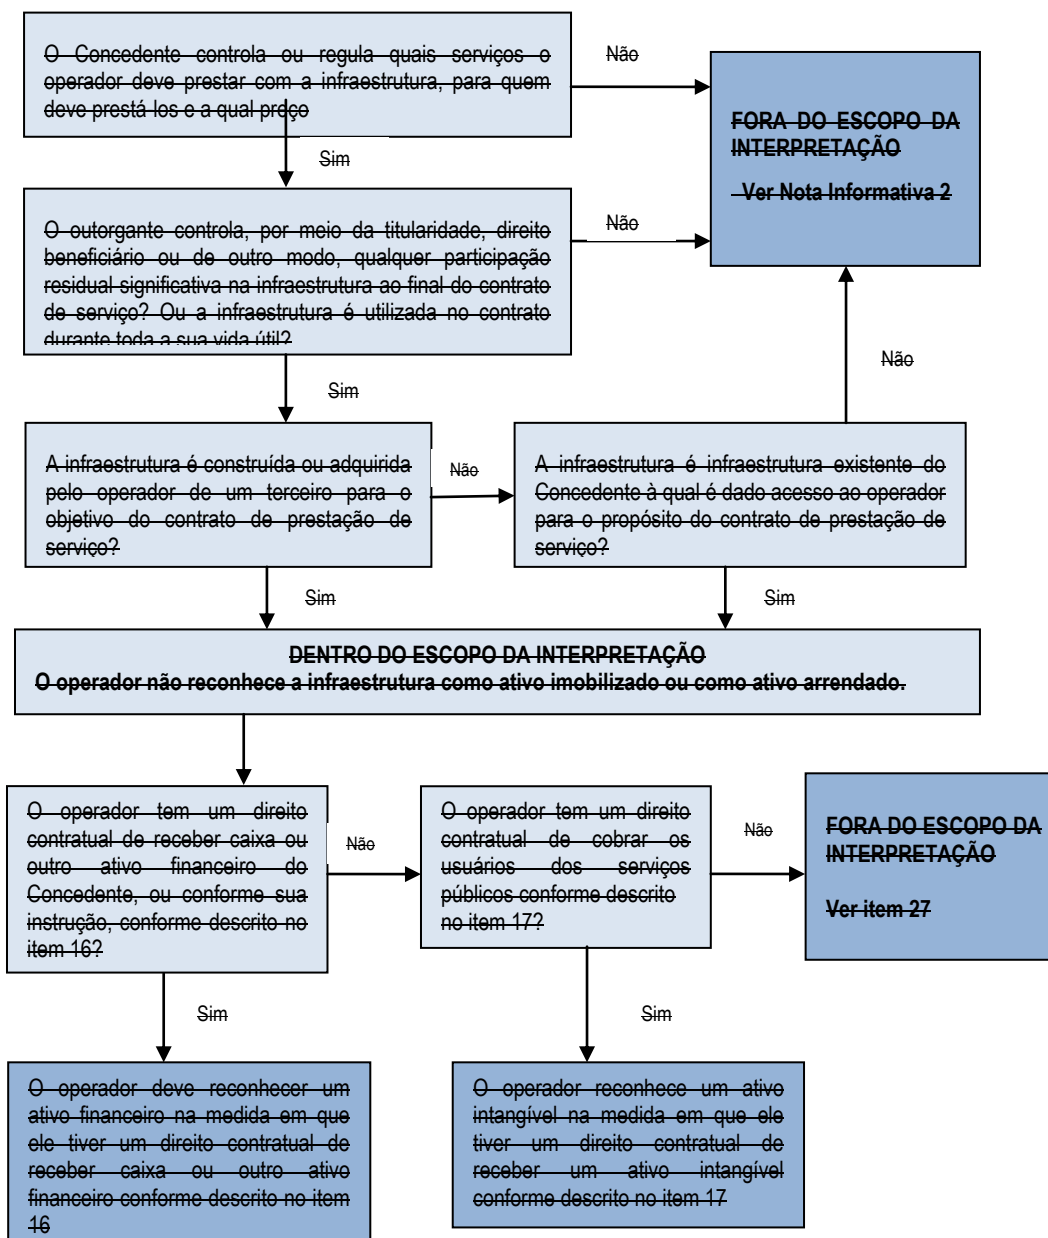 O Concedente controla ou regula quais serviços o
operador deve prestar com a infraestrutura, para quem
deve prestá los e a qual preço
Não
FORA DO ESCOPO DA
INTERPRETAÇÃO
Ver Nota Informativa 2
Sim
O outorgante controla, por meio da titularidade, direito
beneficiário ou de outro modo, qualquer participação
residual significativa na infraestrutura ao final do contrato
de serviço? Ou a infraestrutura é utilizada no contrato
durante toda a sua vida útil?
Não
Não
Sim
A infraestrutura é construída ou adquirida
pelo operador de um terceiro para o
objetivo do contrato de prestação de
serviço?
Não
A infraestrutura é infraestrutura existente do
Concedente à qual é dado acesso ao operador
para o propósito do contrato de prestação de
serviço?
Sim
Sim
DENTRO DO ESCOPO DA INTERPRETAÇÃO
O operador não reconhece a infraestrutura como ativo imobilizado ou como ativo arrendado.
O operador tem um direito
contratual de receber caixa ou
outro ativo financeiro do
Concedente, ou conforme sua
instrução, conforme descrito no
item 16?
Não
O operador tem um direito
contratual de cobrar os
usuários dos serviços
públicos conforme descrito
no item 17?
Não
FORA DO ESCOPO DA
INTERPRETAÇÃO
Ver item 27
Sim
Sim
O operador deve reconhecer um
ativo financeiro na medida em que
ele tiver um direito contratual de
receber caixa ou outro ativo
financeiro conforme descrito no item
16
O operador reconhece um ativo
intangível na medida em que ele
tiver um direito contratual de
receber um ativo intangível
conforme descrito no item 17